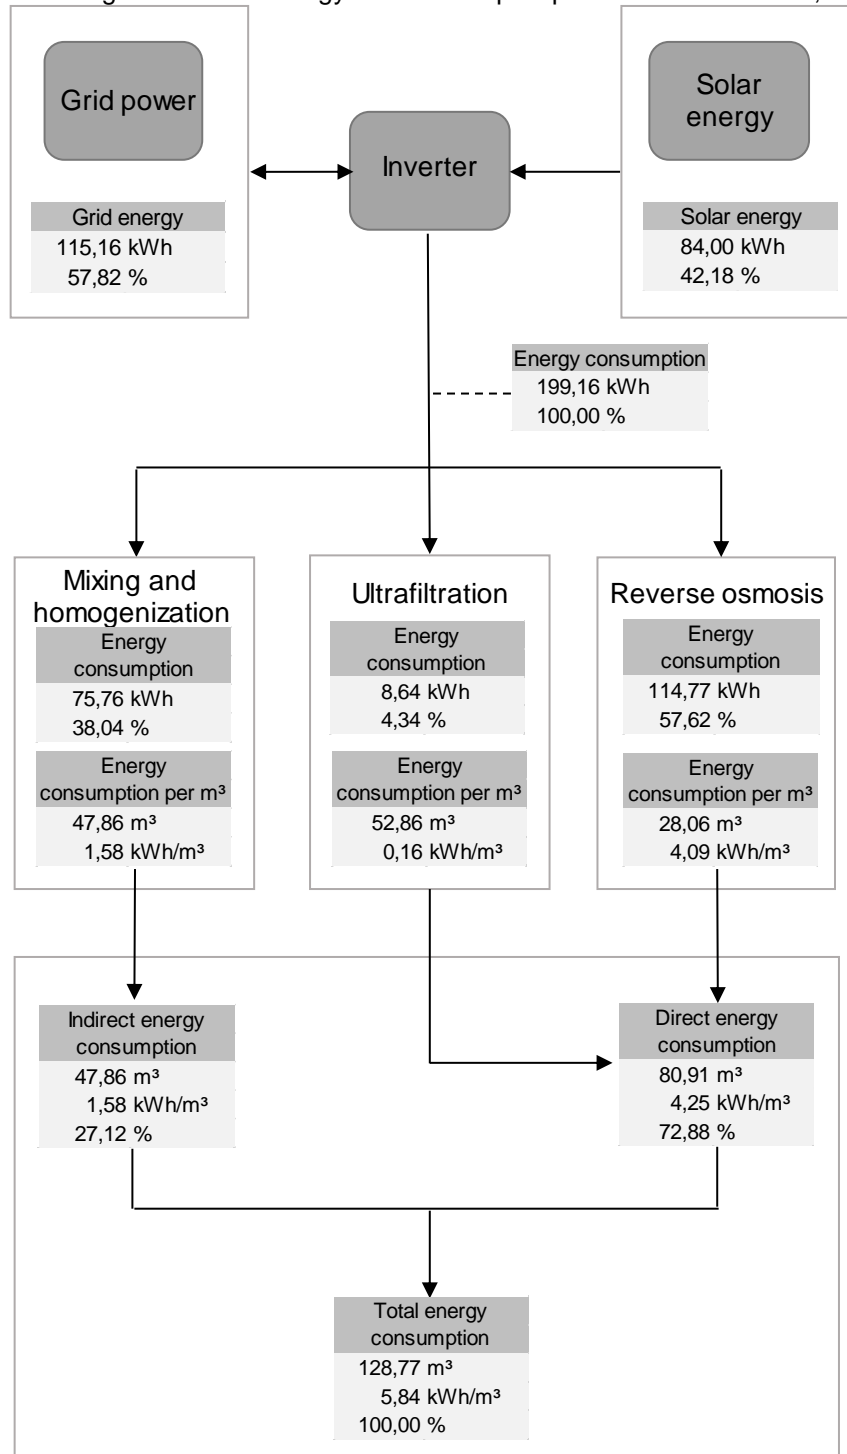 Grid power
Grid energy
115,16 kWh
57,82 %
Inverter
Solar
energy
Solar energy
84,00 kWh
42,18 %
Energy consumption
199,16 kWh
100,00 %
Mixing and
homogenization
Energy
consumption
75,76 kWh
38,04 %
Energy
consumption per m³
47,86 m³
1,58 kWh/m³
Ultrafiltration
Energy
consumption
8,64 kWh
4,34 %
Energy
consumption per m³
52,86 m³
0,16 kWh/m³
Reverse osmosis
Energy
consumption
114,77 kWh
57,62 %
Energy
consumption per m³
28,06 m³
4,09 kWh/m³
Indirect energy
consumption
47,86 m³
1,58 kWh/m³
27,12 %
Direct energy
consumption
80,91 m³
4,25 kWh/m³
72,88 %
Total energy
consumption
128,77 m³
5,84 kWh/m³
100,00 %